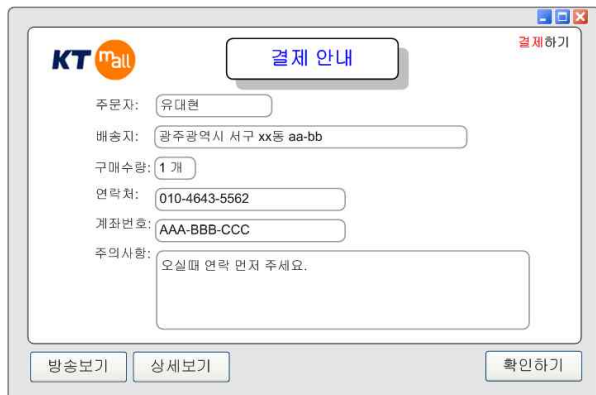 KT mall
결제 안내
결제하기
주문자: 유대현
배송지: 광주광역시 서구 xx동 aa-bb
구매수량: 1 개
연락처: 010-4643-5562
계좌번호: AAA-BBB-CCC
주의사항: 오실때 연락 먼저 주세요.
방송보기 상세보기 확인하기